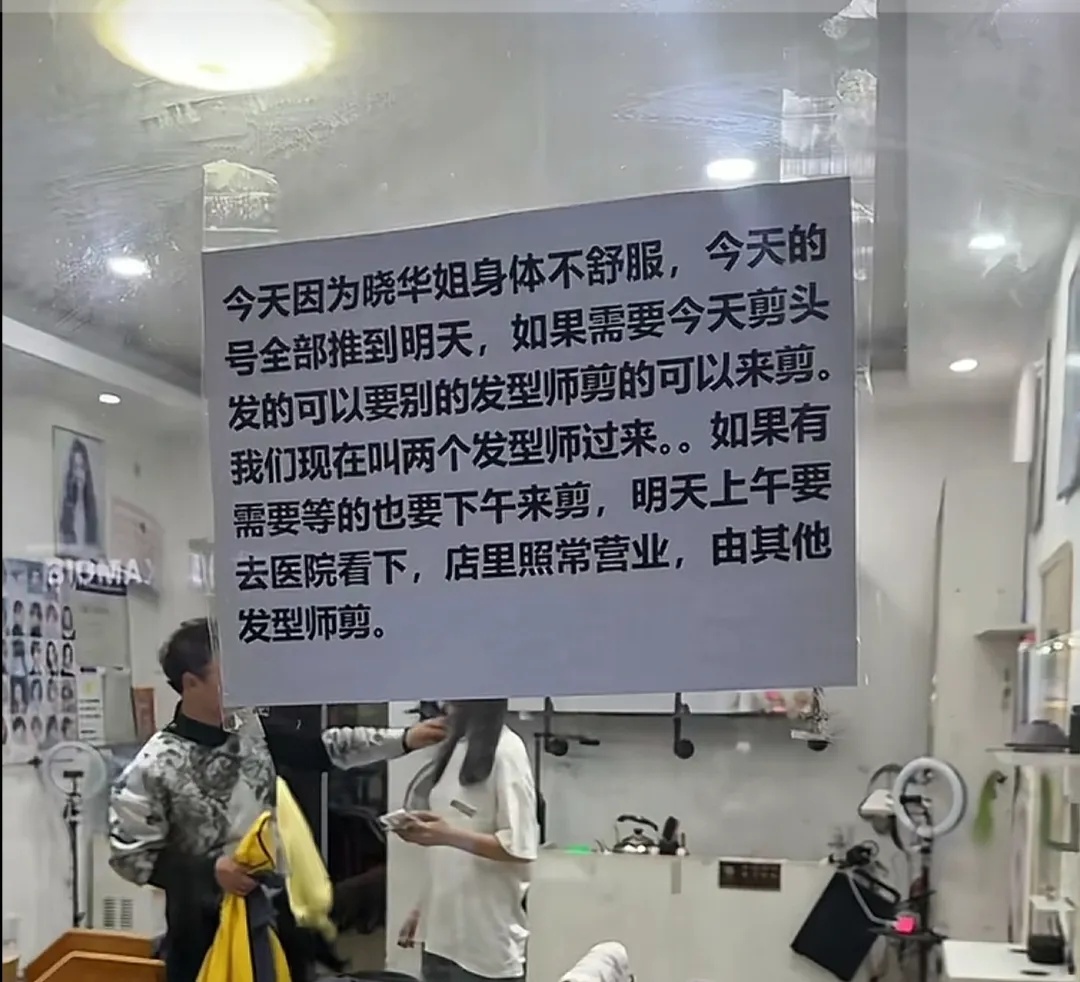 今天因为晓华姐身体不舒服，今天的
号全部推到明天，如果需要今天剪头
发的可以要别的发型师剪的可以来剪。
我们现在叫两个发型师过来。。如果有
需要等的也要下午来剪，明天上午要
去医院看下，店里照常营业，由其他
发型师剪。